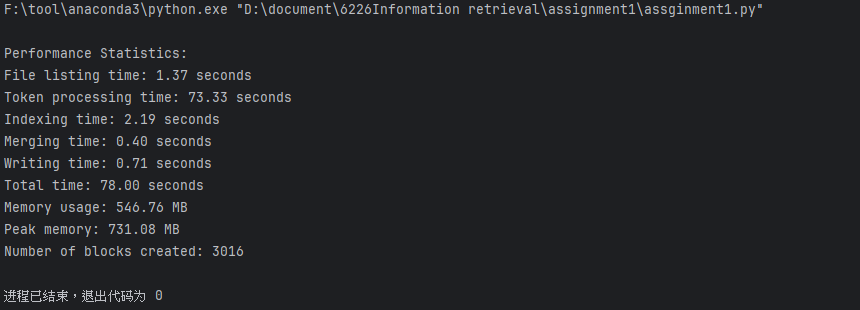 F:\tool\anaconda3\python.exe "D:\document\6226Information retrieval\assignment1\assginment1.py"
Performance Statistics:
File listing time: 1.37 seconds
Token processing time: 73.33 seconds
Indexing time: 2.19 seconds
Merging time: 0.40 seconds
Writing time: 0.71 seconds
Total time: 78.00 seconds
Memory usage: 546.76 MB
Peak memory: 731.08 MB
Number of blocks created: 3016
进程已结束，退出代码为 0